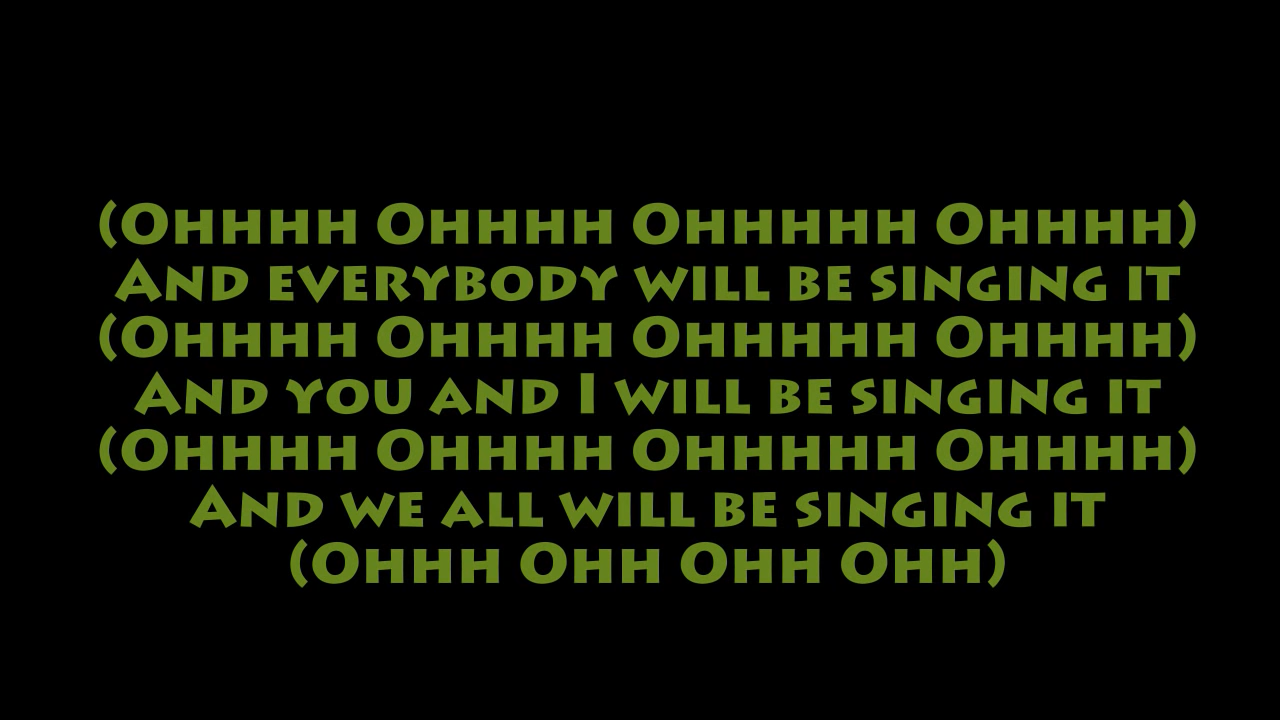 (Ohhhh Ohhhh Ohhhhh Ohhhh)
And everybody will be singing it
(Ohhhh Ohhhh Ohhhhh Ohhhh)
And you and I will be singing it
(Ohhhh Ohhhh Ohhhhh Ohhhh)
And we all will be singing it
(Ohhh Ohh Ohh Ohh)